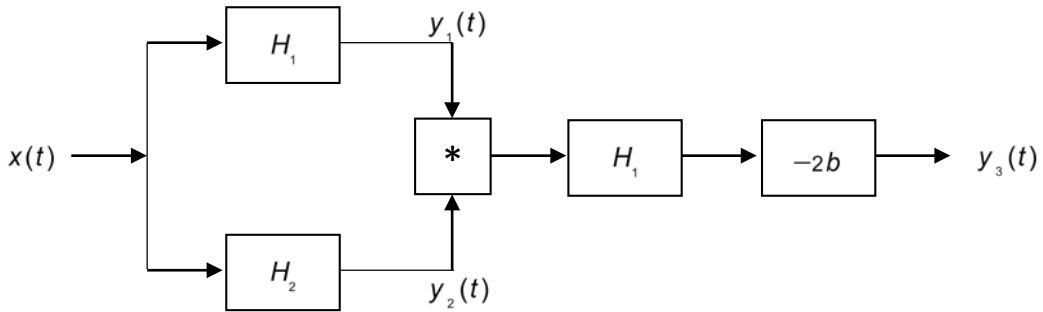 y₁(t)
H₁
x(t)
*
H₁
−2b
y₃(t)
H₂
y₂(t)